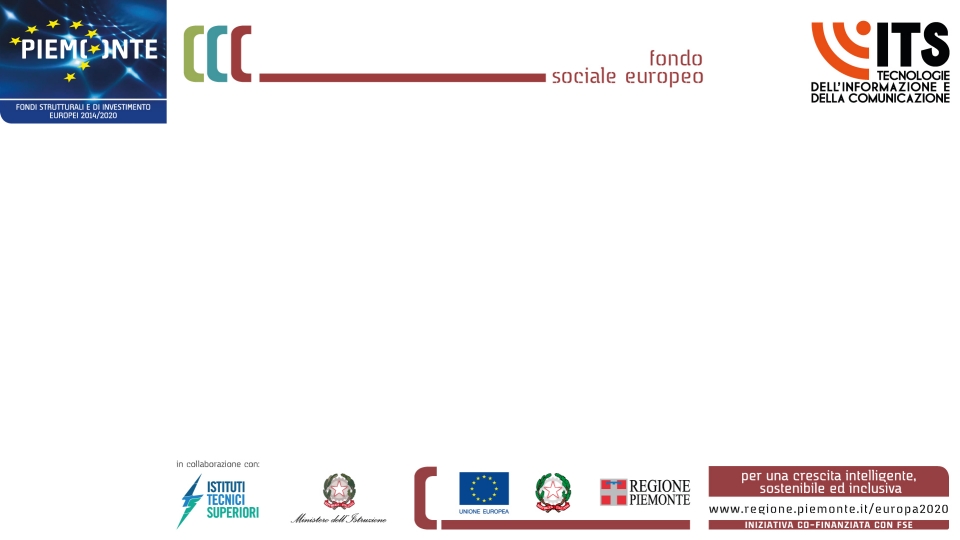 PIEMONTE
FONDI STRUTTURALI E DI INVESTIMENTO
EUROPEI 2014/2020
fondo
sociale europeo
ITS
TECNOLOGIE
DELL'INFORMAZIONE E
DELLA COMUNICAZIONE
in collaborazione con:
ISTITUTI
TECNICI
SUPERIORI
Ministero dell'Istruzione
UNIONE EUROPEA
REGIONE
PIEMONTE
per una crescita intelligente,
sostenibile ed inclusiva
www.regione.piemonte.it/europa2020
INIZIATIVA CO-FINANZIATA CON FSE